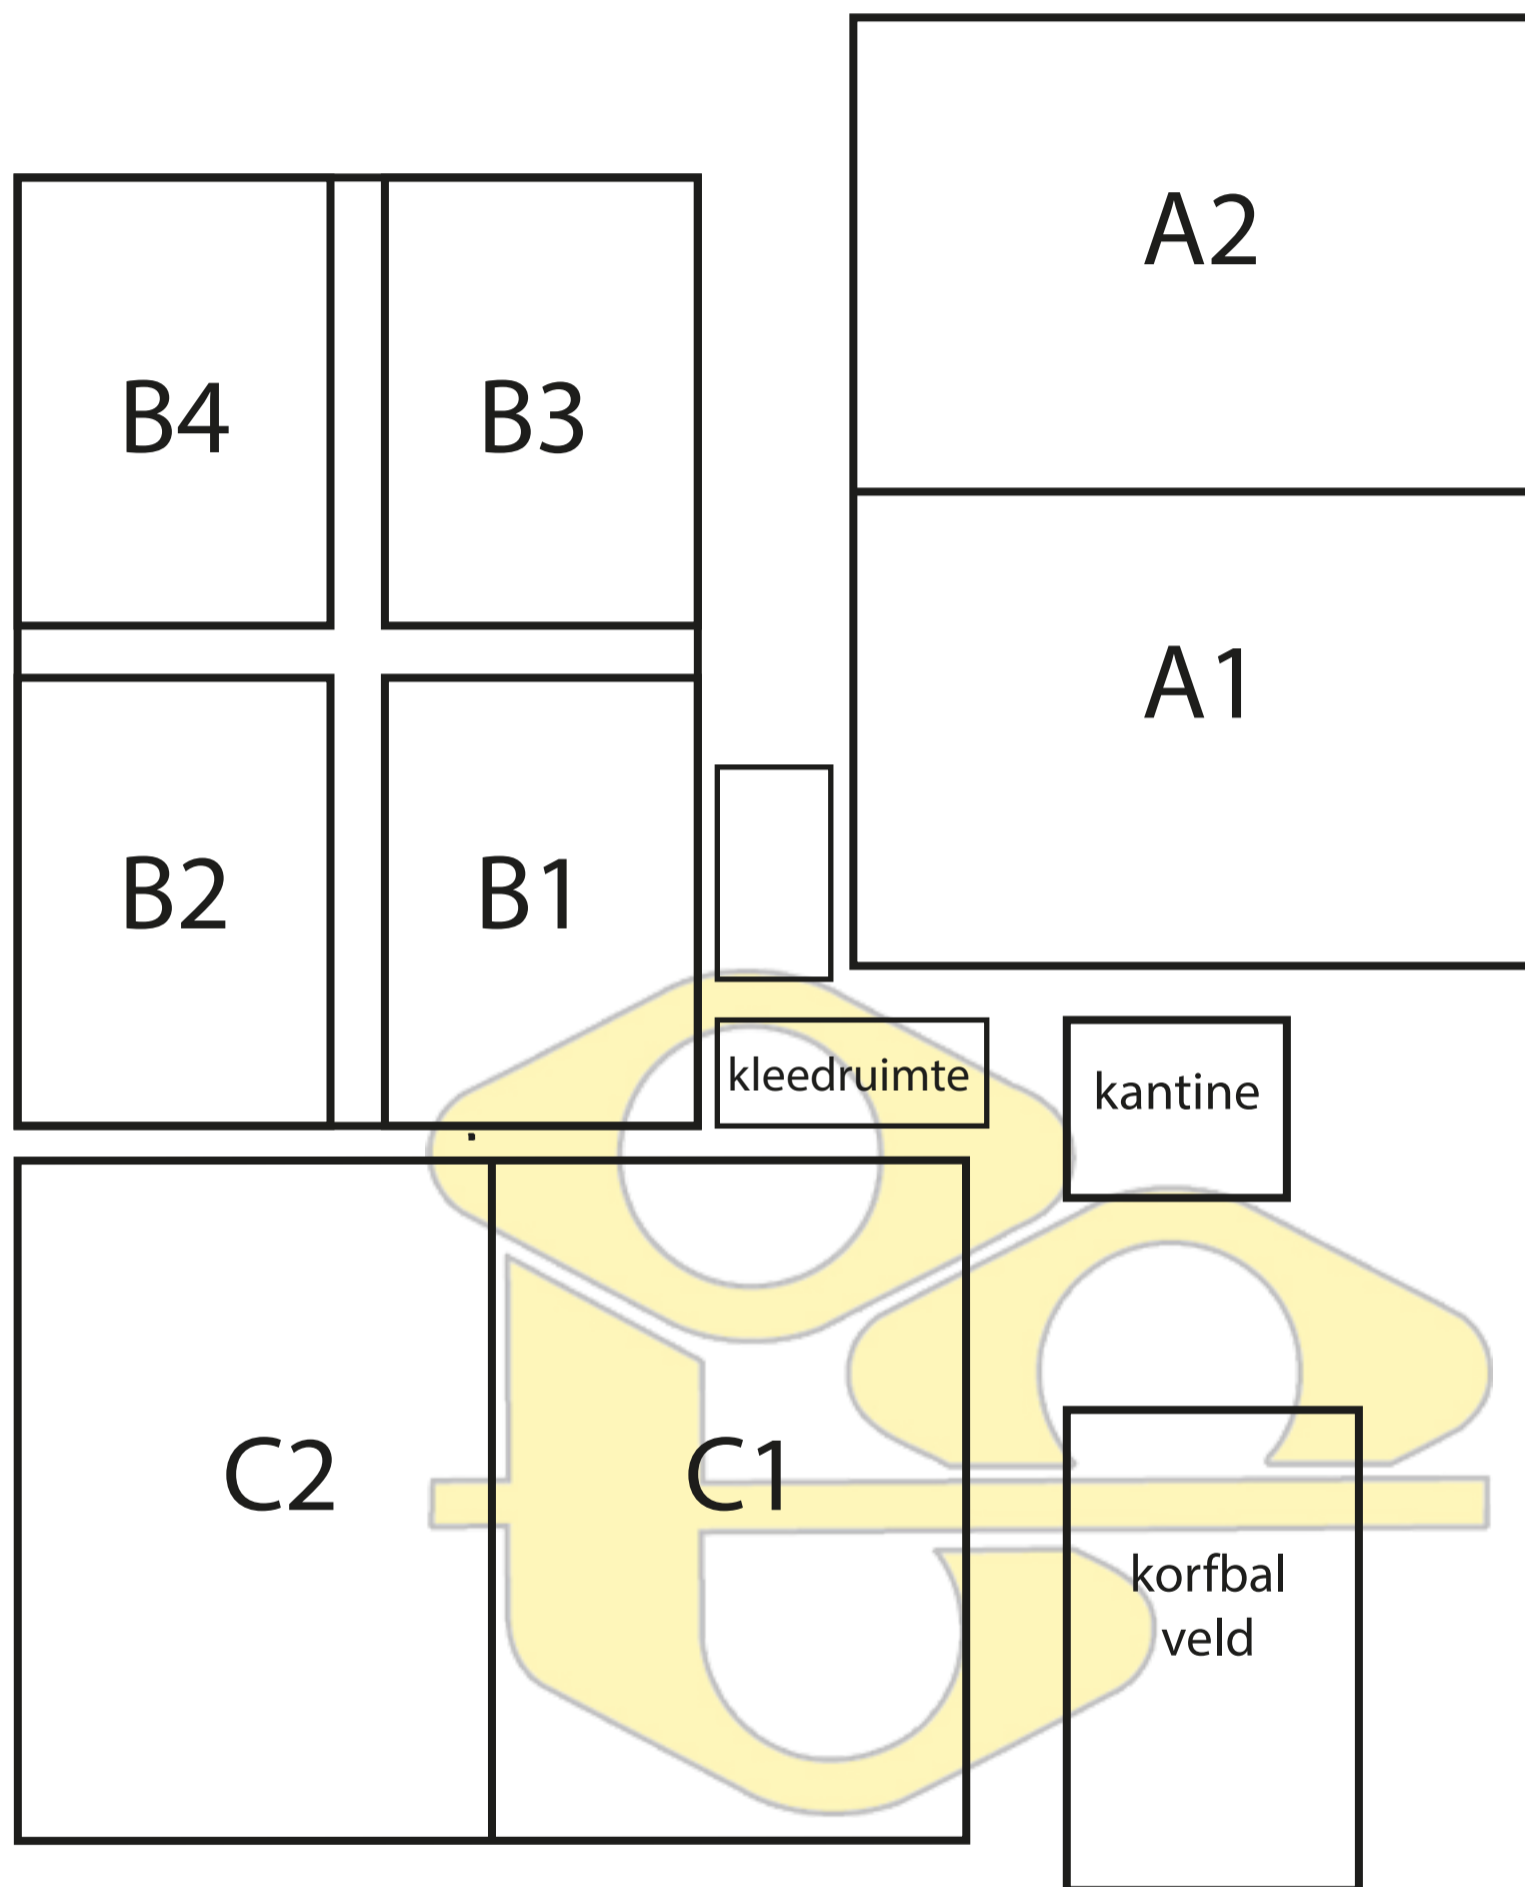 A2
B4
B3
A1
B2
B1
kleedruimte
kantine
C2
C1
korfbal
veld